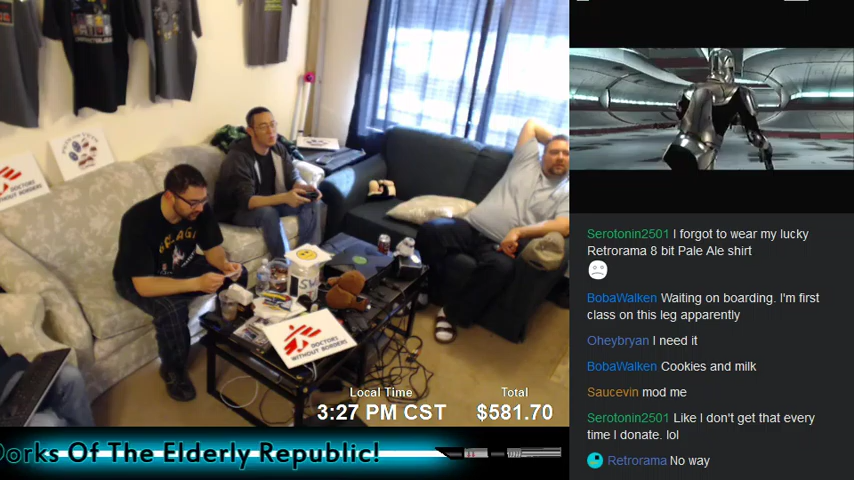 DOCTORS
WITHOUT BORDERS
DOCTORS
WITHOUT BORDERS
Local Time
3:27 PM CST
Total
$581.70
Dorks Of The Elderly Republic!
Serotonin2501 I forgot to wear my lucky
Retrorama 8 bit Pale Ale shirt
BobaWalken Waiting on boarding. I'm first
class on this leg apparently
Oheybryan I need it
BobaWalken Cookies and milk
Saucevin mod me
Serotonin2501 Like I don't get that every
time I donate. lol
Retrorama No way